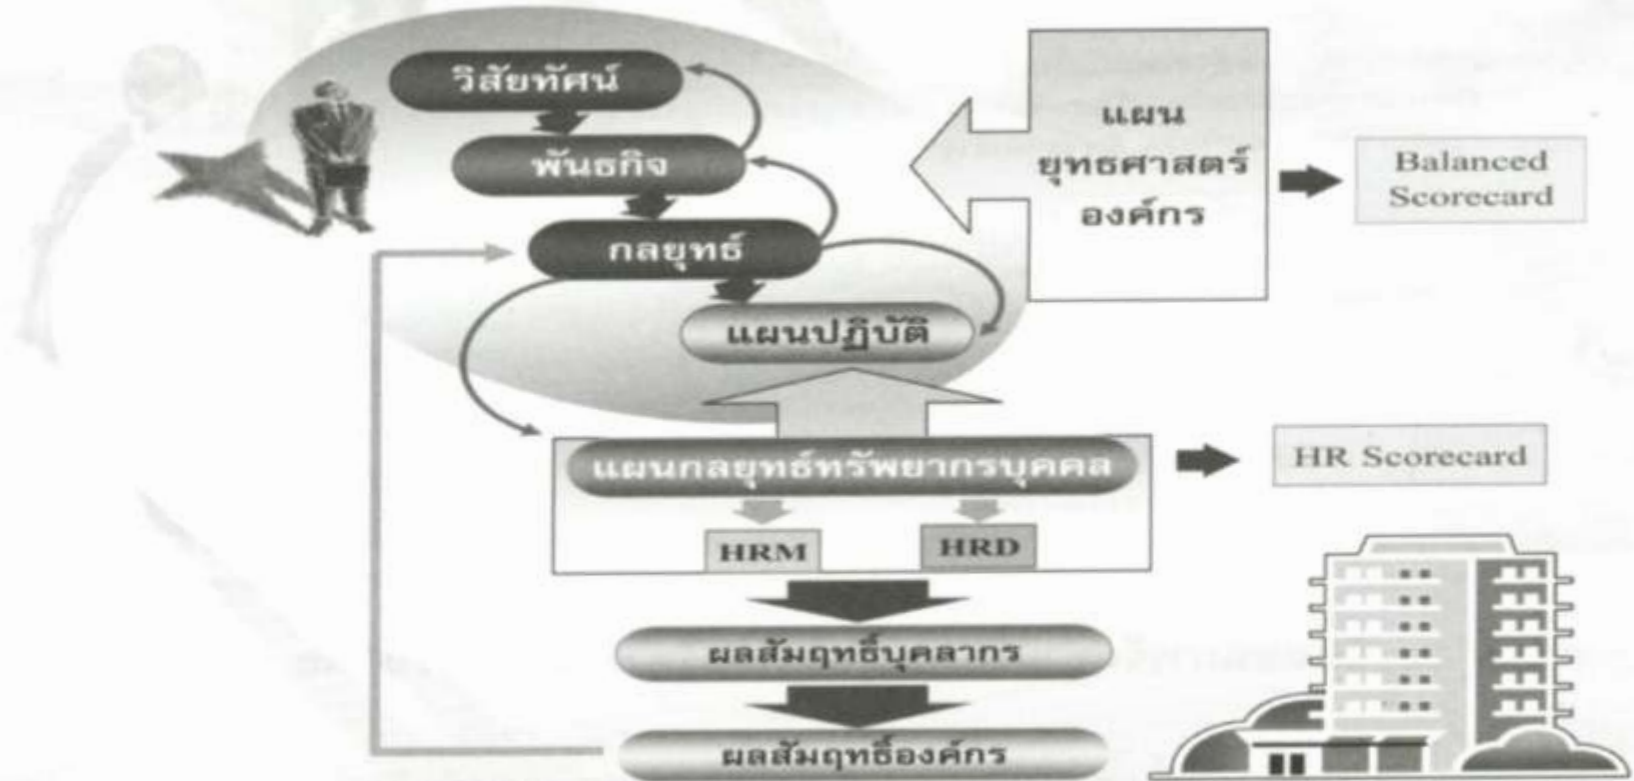 วิสัยทัศน์
พันธกิจ
กลยุทธ์
แผนปฏิบัติ
แผน
ยุทธศาสตร์
องค์กร
Balanced
Scorecard
แผนกลยุทธ์ทรัพยากรบุคคล
HR Scorecard
HRM
HRD
ผลสัมฤทธิ์บุคลากร
ผลสัมฤทธิ์องค์กร